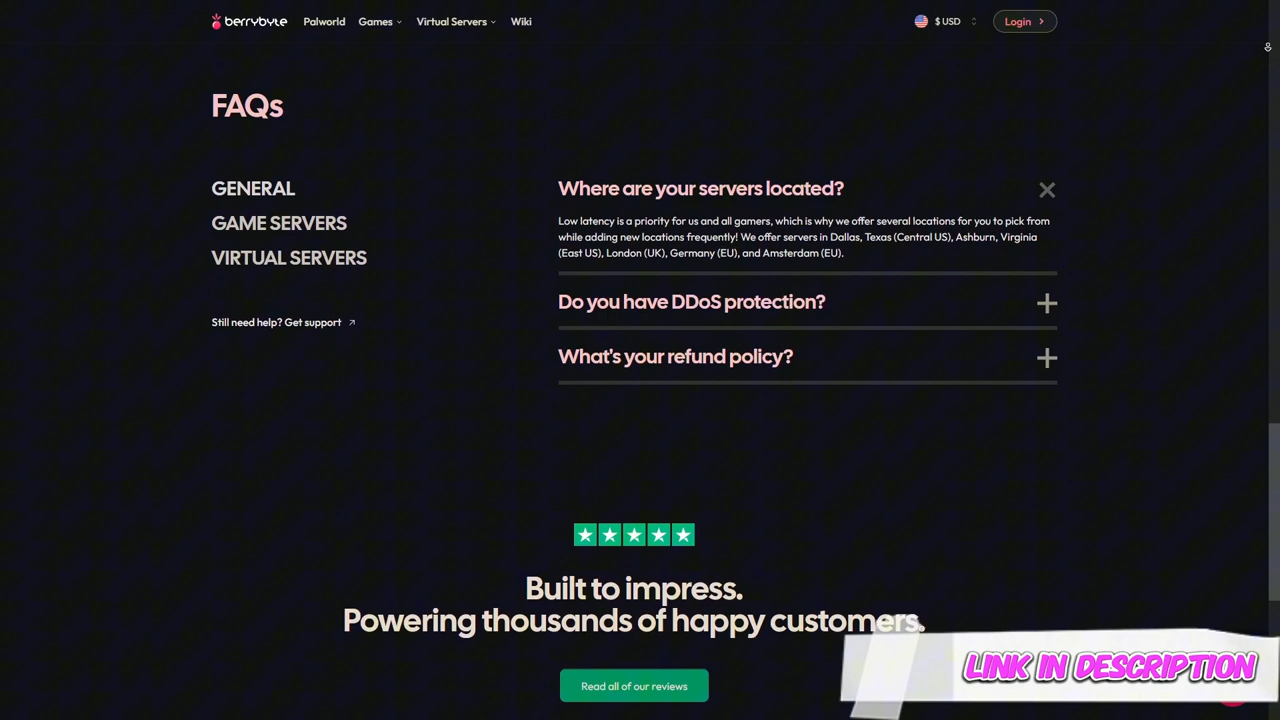 berrybyte Palworld Games Virtual Servers Wiki $ USD Login
FAQs
GENERAL
GAME SERVERS
VIRTUAL SERVERS
Still need help? Get support
Where are your servers located?
Low latency is a priority for us and all gamers, which is why we offer several locations for you to pick from
while adding new locations frequently! We offer servers in Dallas, Texas (Central US), Ashburn, Virginia
(East US), London (UK), Germany (EU), and Amsterdam (EU).
Do you have DDoS protection?
What's your refund policy?
Built to impress.
Powering thousands of happy customers.
Read all of our reviews
LINK IN DESCRIPTION